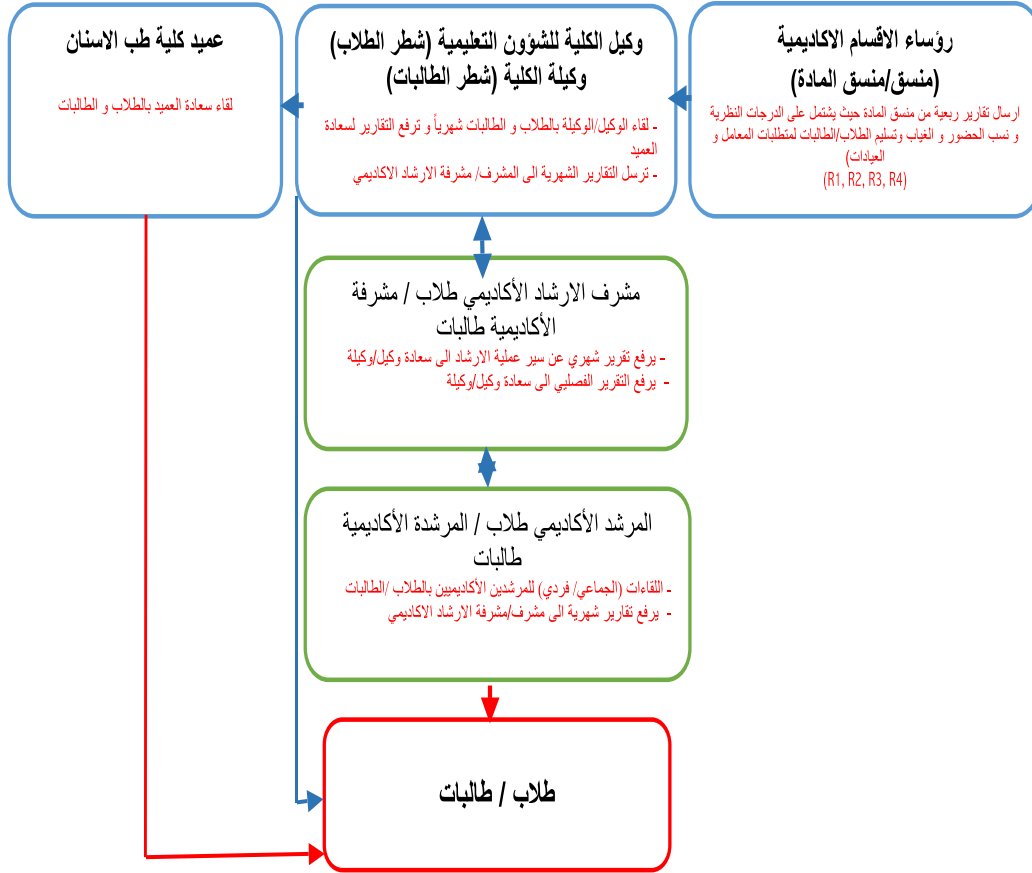 رؤساء الاقسام الاكاديمية
(منسق/منسق المادة)
ارسال تقارير ربعية من منسق المادة حيث يشتمل على الدرجات النظرية
و نسب الحضور و الغياب وتسليم الطلاب/الطالبات لمتطلبات المعامل و
العيادات)
(R1, R2, R3, R4)
وكيل الكلية للشؤون التعليمية (شطر الطلاب)
وكيلة الكلية (شطر الطالبات)
- لقاء الوكيل/الوكيلة بالطلاب و الطالبات شهرياً و ترفع التقارير لسعادة
العميد
- ترسل التقارير الشهرية الى المشرف/ مشرفة الارشاد الاكاديمي
عميد كلية طب الاسنان
لقاء سعادة العميد بالطلاب و الطالبات
مشرف الارشاد الأكاديمي طلاب / مشرفة
الأكاديمية طالبات
- يرفع تقرير شهري عن سير عملية الارشاد الى سعادة وكيل/وكيلة
- يرفع التقرير الفصليي الى سعادة وكيل/وكيلة
المرشد الأكاديمي طلاب / المرشدة الأكاديمية
طالبات
- اللقاءات (الجماعي/ فردي) للمرشدين الأكاديميين بالطلاب /الطالبات
- يرفع تقارير شهرية الى مشرف/مشرفة الارشاد الاكاديمي
طلاب / طالبات